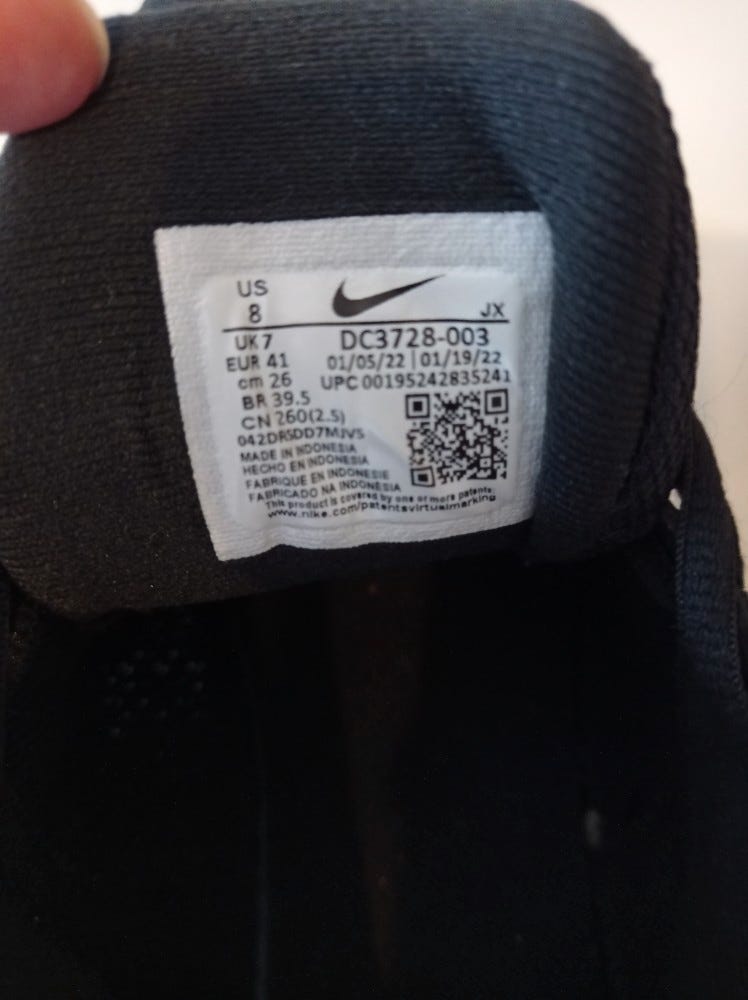 US
8
JX
UK 7 DC3728-003
EUR 41 01/05/22 | 01/19/22
cm 26 UPC 00195242835241
BR 39.5
CN 260(2.5)
MADE IN INDONESIA
HECHO EN INDONESIA
FABRIQUE EN INDONESIE
FABRICADO NA INDONÉSIA
This product is covered by one or more patents:
www.nike.com/patentsvirtualmarking